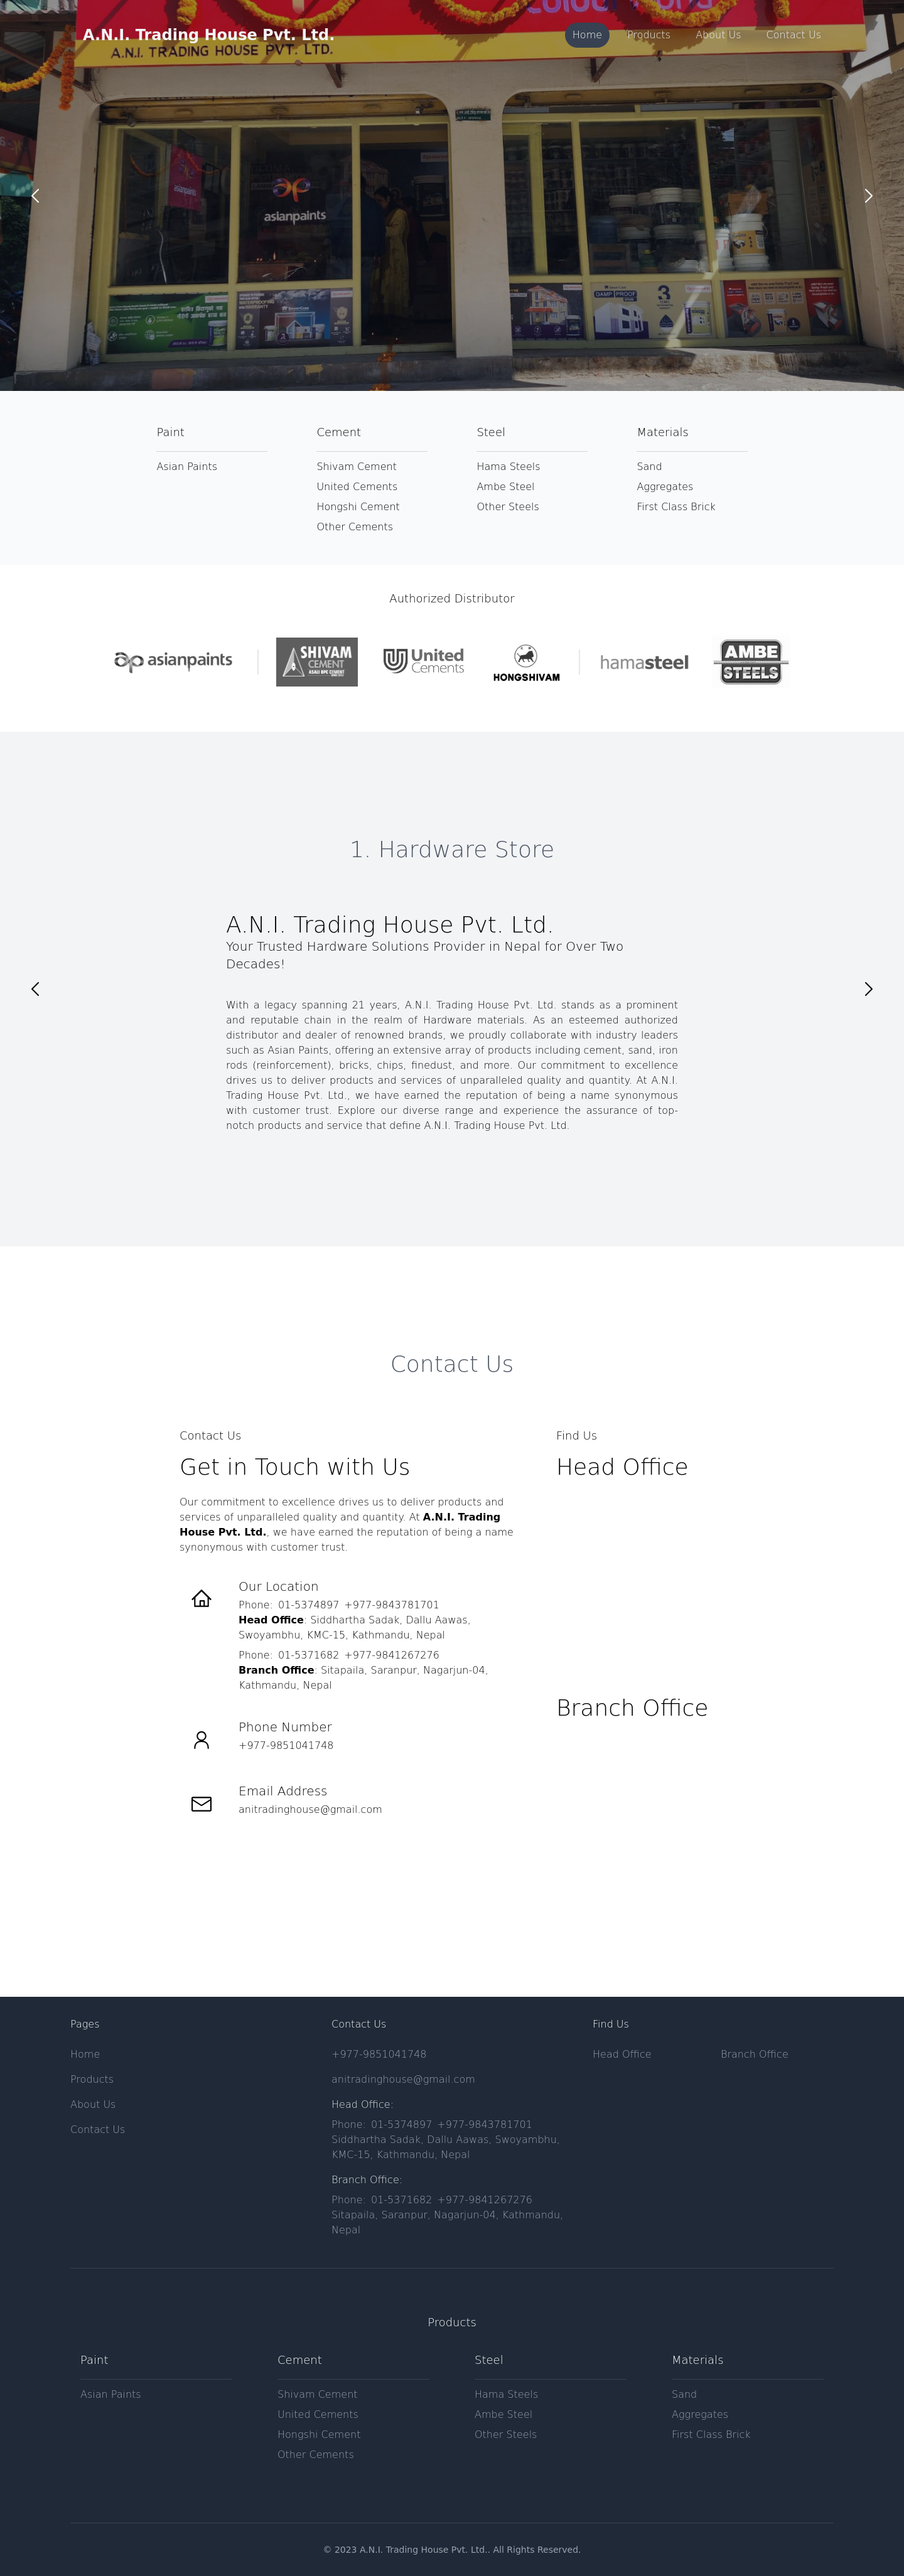 A.N.I. Trading House Pvt. Ltd.
Home
Products
About Us
Contact Us
A.N.I. TRADING HOUSE PVT. LTD.
asianpaints
DAMP PROOF
Paint
Asian Paints
Cement
Shivam Cement
United Cements
Hongshi Cement
Other Cements
Steel
Hama Steels
Ambe Steel
Other Steels
Materials
Sand
Aggregates
First Class Brick
Authorized Distributor
asianpaints
SHIVAM
CEMENT
United
Cements
HONGSHIVAM
hamasteel
AMBE
STEELS
1. Hardware Store
A.N.I. Trading House Pvt. Ltd.
Your Trusted Hardware Solutions Provider in Nepal for Over Two
Decades!
With a legacy spanning 21 years, A.N.I. Trading House Pvt. Ltd. stands as a prominent
and reputable chain in the realm of Hardware materials. As an esteemed authorized
distributor and dealer of renowned brands, we proudly collaborate with industry leaders
such as Asian Paints, offering an extensive array of products including cement, sand, iron
rods (reinforcement), bricks, chips, finedust, and more. Our commitment to excellence
drives us to deliver products and services of unparalleled quality and quantity. At A.N.I.
Trading House Pvt. Ltd., we have earned the reputation of being a name synonymous
with customer trust. Explore our diverse range and experience the assurance of top-
notch products and service that define A.N.I. Trading House Pvt. Ltd.
Contact Us
Contact Us
Get in Touch with Us
Our commitment to excellence drives us to deliver products and
services of unparalleled quality and quantity. At A.N.I. Trading
House Pvt. Ltd., we have earned the reputation of being a name
synonymous with customer trust.
Our Location
Phone: 01-5374897 +977-9843781701
Head Office: Siddhartha Sadak, Dallu Aawas,
Swoyambhu, KMC-15, Kathmandu, Nepal
Phone: 01-5371682 +977-9841267276
Branch Office: Sitapaila, Saranpur, Nagarjun-04,
Kathmandu, Nepal
Phone Number
+977-9851041748
Email Address
anitradinghouse@gmail.com
Find Us
Head Office
Branch Office
Pages
Home
Products
About Us
Contact Us
Contact Us
+977-9851041748
anitradinghouse@gmail.com
Head Office:
Phone: 01-5374897 +977-9843781701
Siddhartha Sadak, Dallu Aawas, Swoyambhu,
KMC-15, Kathmandu, Nepal
Branch Office:
Phone: 01-5371682 +977-9841267276
Sitapaila, Saranpur, Nagarjun-04, Kathmandu,
Nepal
Find Us
Head Office
Branch Office
Products
Paint
Asian Paints
Cement
Shivam Cement
United Cements
Hongshi Cement
Other Cements
Steel
Hama Steels
Ambe Steel
Other Steels
Materials
Sand
Aggregates
First Class Brick
© 2023 A.N.I. Trading House Pvt. Ltd.. All Rights Reserved.